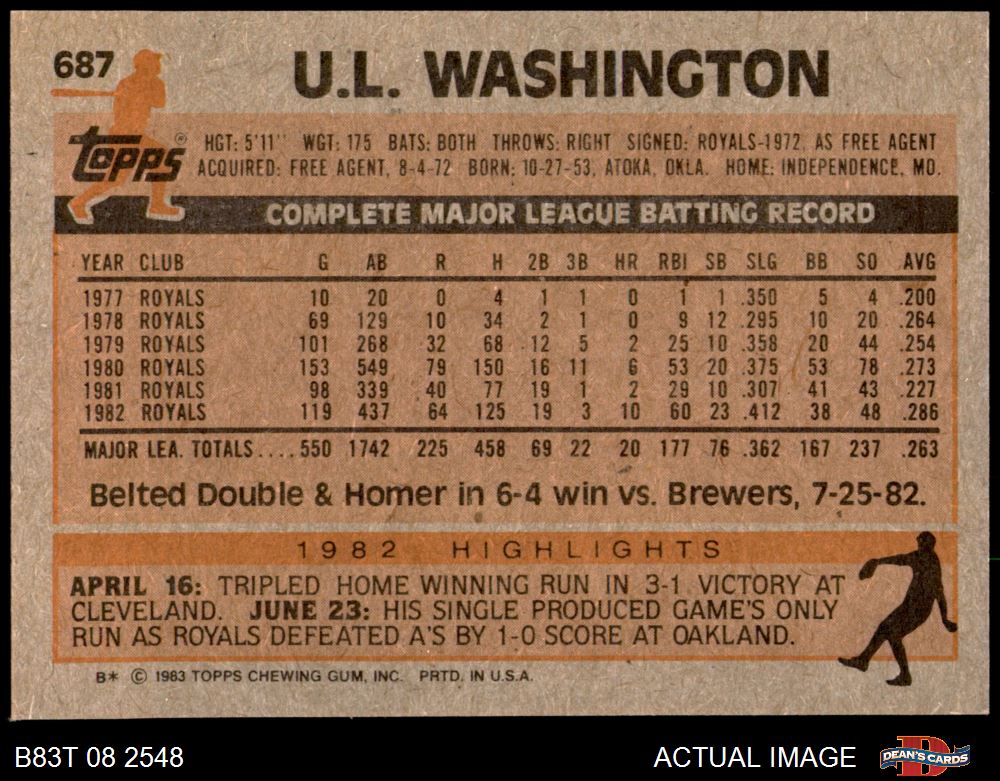 687
U.L. WASHINGTON
Topps ®
HGT: 5'11" WGT: 175 BATS: BOTH THROWS: RIGHT SIGNED: ROYALS-1972, AS FREE AGENT
ACQUIRED: FREE AGENT, 8-4-72 BORN: 10-27-53, ATOKA, OKLA. HOME: INDEPENDENCE, MO.
COMPLETE MAJOR LEAGUE BATTING RECORD
YEAR CLUB G AB R H 2B 3B HR RBI SB SLG BB SO AVG
1977 ROYALS 10 20 0 4 1 1 0 1 1 .350 5 4 .200
1978 ROYALS 69 129 10 34 2 1 0 9 12 .295 10 20 .264
1979 ROYALS 101 268 32 68 12 5 2 25 10 .358 20 44 .254
1980 ROYALS 153 549 79 150 16 11 6 53 20 .375 53 78 .273
1981 ROYALS 98 339 40 77 19 1 2 29 10 .307 41 43 .227
1982 ROYALS 119 437 64 125 19 3 10 60 23 .412 38 48 .286
MAJOR LEA. TOTALS.... 550 1742 225 458 69 22 20 177 76 .362 167 237 .263
Belted Double & Homer in 6-4 win vs. Brewers, 7-25-82.
1982 HIGHLIGHTS
APRIL 16: TRIPLED HOME WINNING RUN IN 3-1 VICTORY AT
CLEVELAND. JUNE 23: HIS SINGLE PRODUCED GAME'S ONLY
RUN AS ROYALS DEFEATED A'S BY 1-0 SCORE AT OAKLAND.
B* © 1983 TOPPS CHEWING GUM, INC. PRTD. IN U.S.A.
B83T 08 2548
ACTUAL IMAGE
D
DEAN'S CARDS